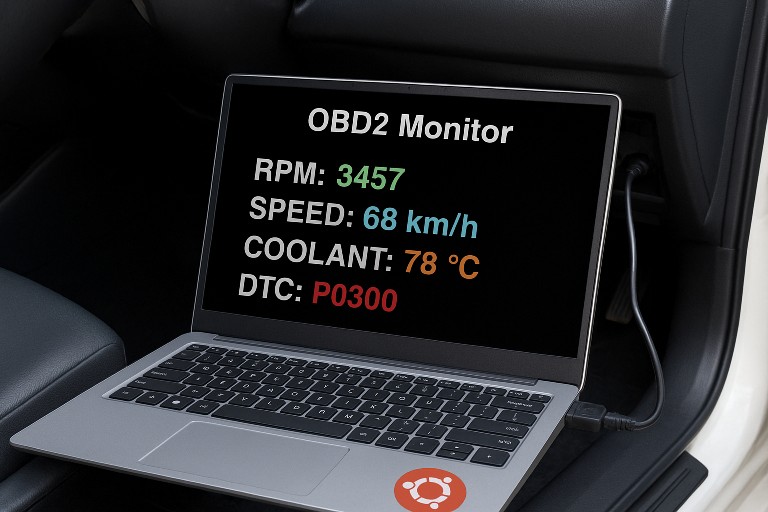 OBD2 Monitor
RPM: 3457
SPEED: 68 km/h
COOLANT: 78 °C
DTC: P0300